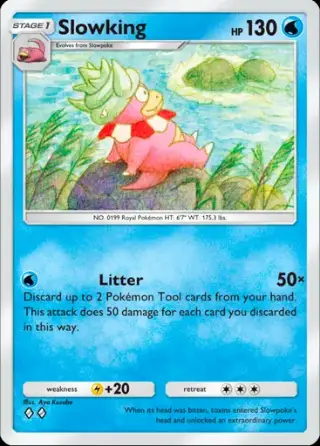 STAGE 1 Slowking HP 130
Evolves from Slowpoke
NO. 0199 Royal Pokémon HT: 6'7" WT: 175.3 lbs.
Litter 50×
Discard up to 2 Pokémon Tool cards from your hand.
This attack does 50 damage for each card you discarded
in this way.
weakness +20 retreat
Illus. Aya Kusube
When its head was bitten, toxins entered Slowpoke's
head and unlocked an extraordinary power